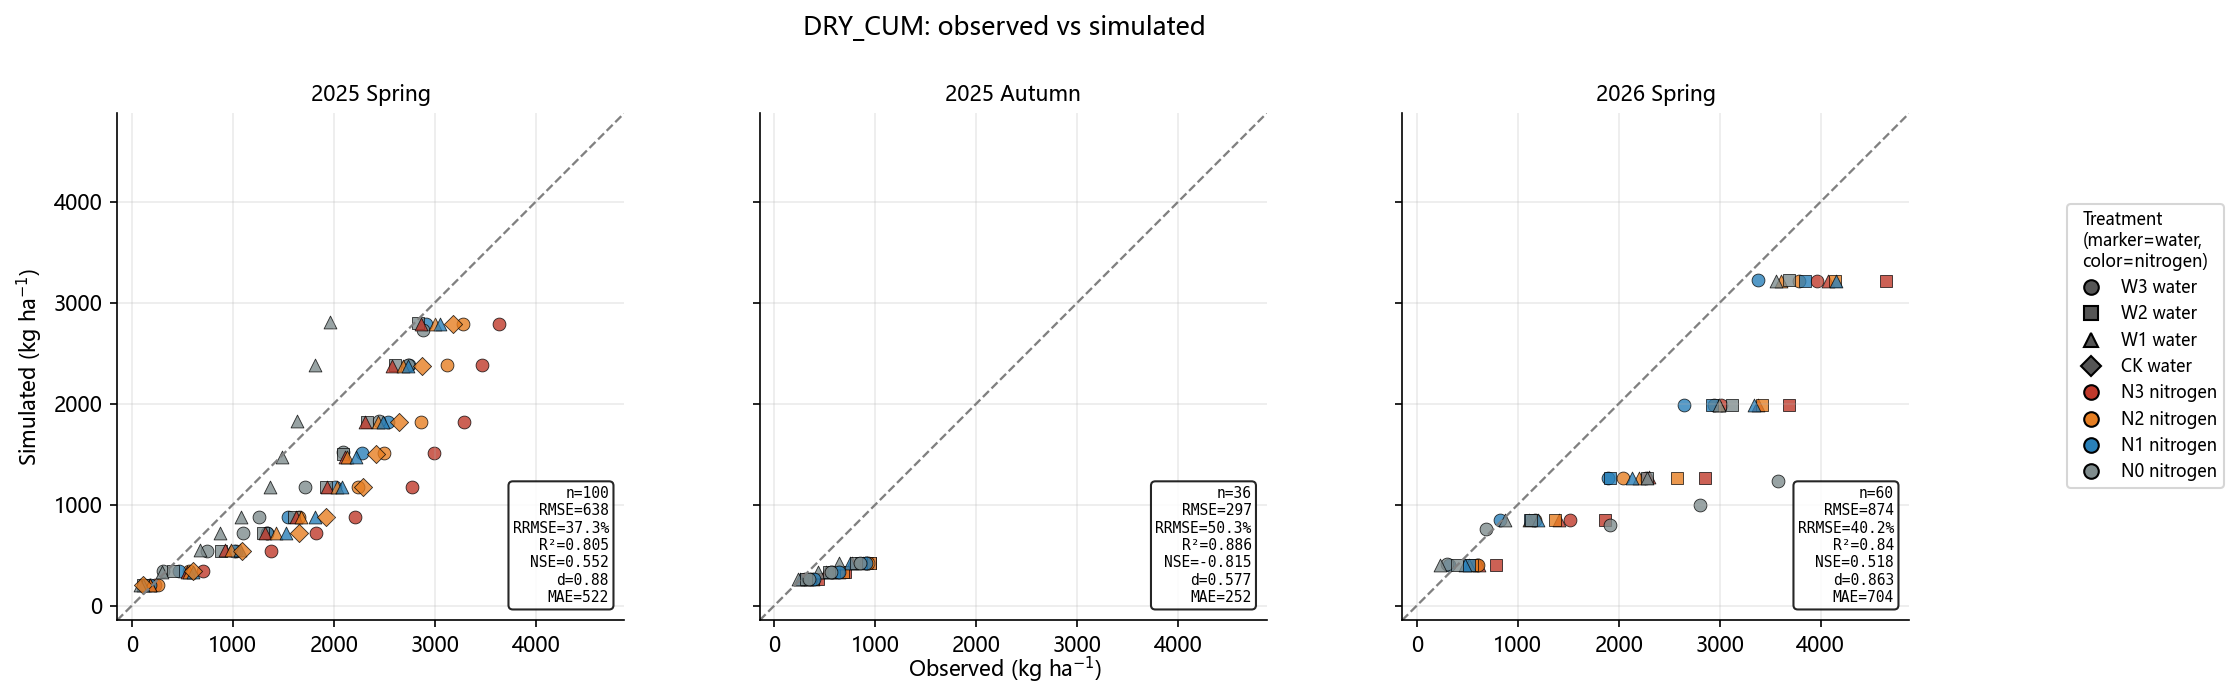 DRY_CUM: observed vs simulated
2025 Spring
2025 Autumn
2026 Spring
Simulated (kg ha⁻¹)
4000
3000
2000
1000
0
0 1000 2000 3000 4000
0 1000 2000 3000 4000
0 1000 2000 3000 4000
Observed (kg ha⁻¹)
n=100
RMSE=638
RRMSE=37.3%
R²=0.805
NSE=0.552
d=0.88
MAE=522
n=36
RMSE=297
RRMSE=50.3%
R²=0.886
NSE=-0.815
d=0.577
MAE=252
n=60
RMSE=874
RRMSE=40.2%
R²=0.84
NSE=0.518
d=0.863
MAE=704
Treatment
(marker=water,
color=nitrogen)
W3 water
W2 water
W1 water
CK water
N3 nitrogen
N2 nitrogen
N1 nitrogen
N0 nitrogen